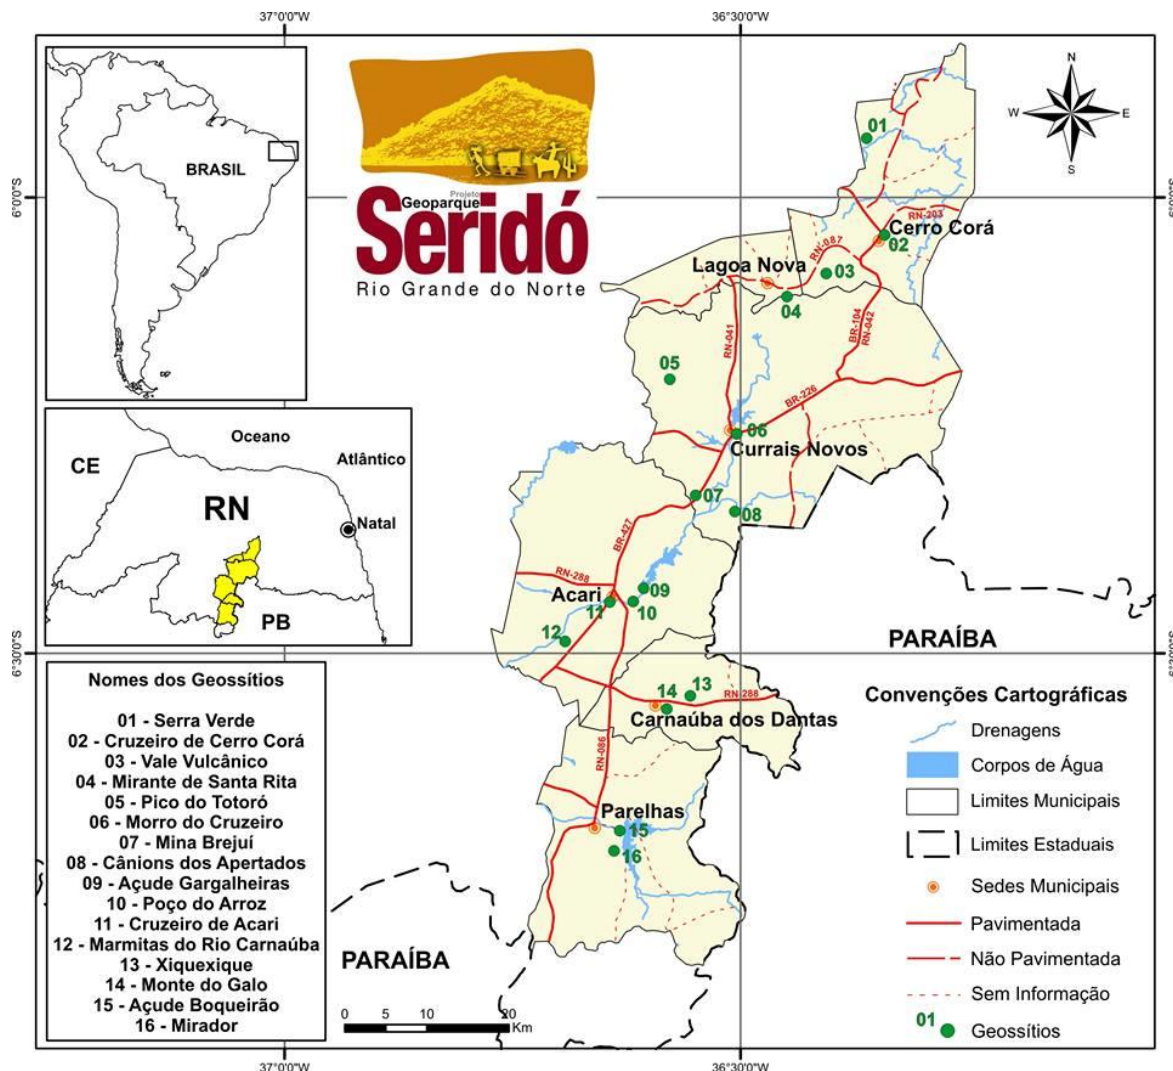 37°0'0"W
36°30'0"W
BRASIL
Projeto
Geoparque
Seridó
Rio Grande do Norte
N
W
E
S
6°0'0"S
6°0'0"S
01
RN-203
Cerro Corá
02
RN-087
Lagoa Nova
03
04
BR-104
RN-042
RN-041
05
BR-226
06
Currais Novos
07
08
BR-427
RN-288
09
Acari
11
10
12
PARAÍBA
13
14
RN-288
Carnaúba dos Dantas
RN-086
Parelhas
15
16
PARAÍBA
Oceano
Atlântico
CE
RN
Natal
PB
6°30'0"S
6°30'0"S
Nomes dos Geossítios
01 - Serra Verde
02 - Cruzeiro de Cerro Corá
03 - Vale Vulcânico
04 - Mirante de Santa Rita
05 - Pico do Totoró
06 - Morro do Cruzeiro
07 - Mina Brejuí
08 - Cânions dos Apertados
09 - Açude Gargalheiras
10 - Poço do Arroz
11 - Cruzeiro de Acari
12 - Marmitas do Rio Carnaúba
13 - Xiquexique
14 - Monte do Galo
15 - Açude Boqueirão
16 - Mirador
0 5 10 20
Km
Convenções Cartográficas
Drenagens
Corpos de Água
Limites Municipais
Limites Estaduais
Sedes Municipais
Pavimentada
Não Pavimentada
Sem Informação
01 Geossítios
37°0'0"W
36°30'0"W